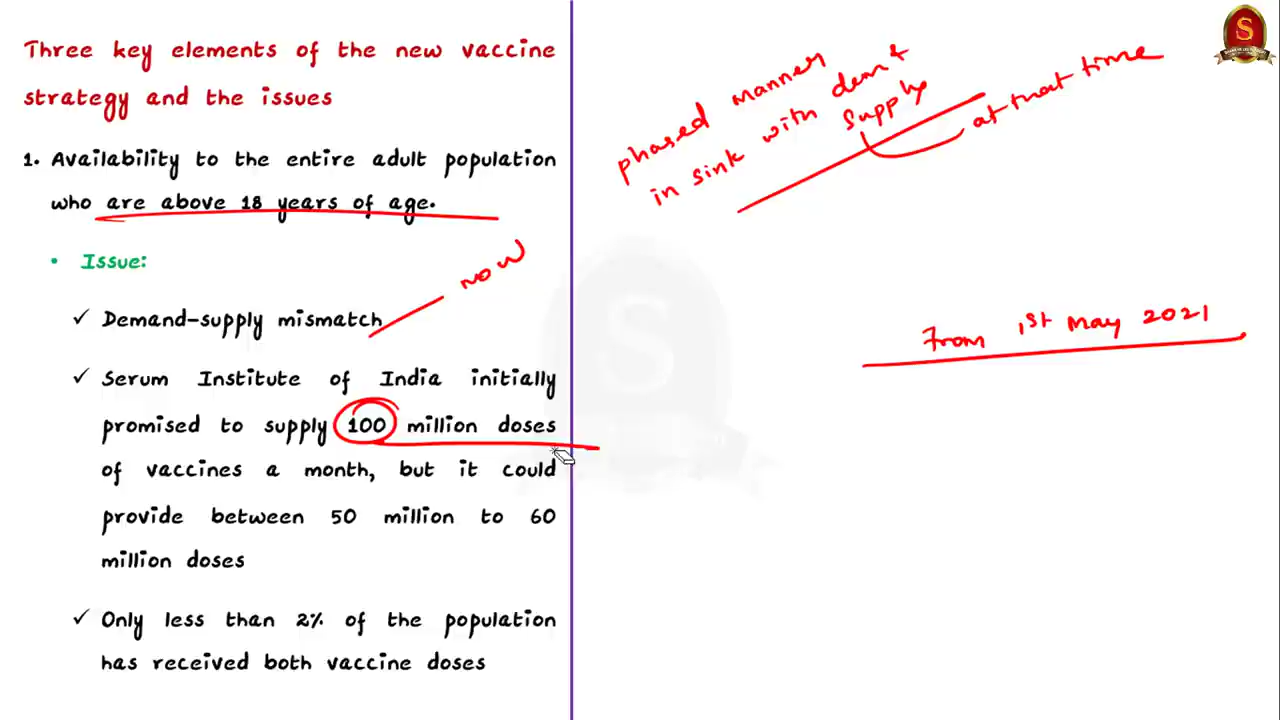 Three key elements of the new vaccine
strategy and the issues
1. Availability to the entire adult population
who are above 18 years of age.
• Issue:
✓ Demand-supply mismatch
now
✓ Serum Institute of India initially
promised to supply 100 million doses
of vaccines a month, but it could
provide between 50 million to 60
million doses
✓ Only less than 2% of the population
has received both vaccine doses
phased manner
in sink with dem &
supply
at that time
From 1st May 2021
S
S